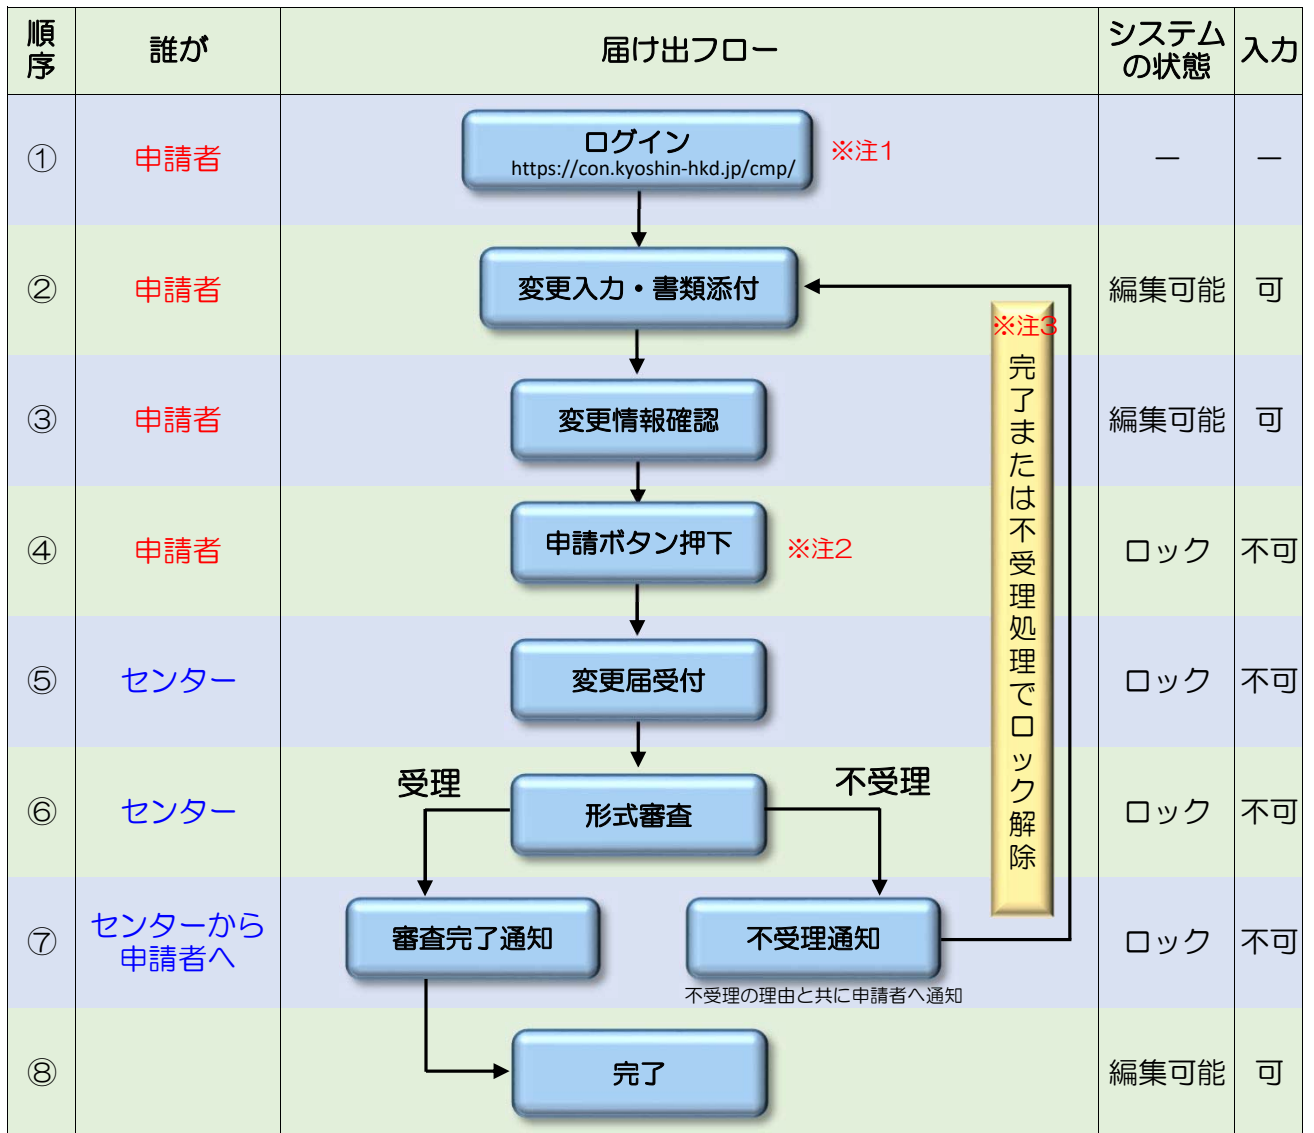 順序
誰が
届け出フロー
システム
の状態
入力
①
申請者
ログイン
https://con.kyoshin-hkd.jp/cmp/
※注1
―
―
②
申請者
変更入力・書類添付
編集可能
可
※注3
完了または不受理処理でロック解除
③
申請者
変更情報確認
編集可能
可
④
申請者
申請ボタン押下
※注2
ロック
不可
⑤
センター
変更届受付
ロック
不可
⑥
センター
受理
形式審査
不受理
ロック
不可
⑦
センターから
申請者へ
審査完了通知
不受理通知
不受理の理由と共に申請者へ通知
ロック
不可
⑧
完了
編集可能
可